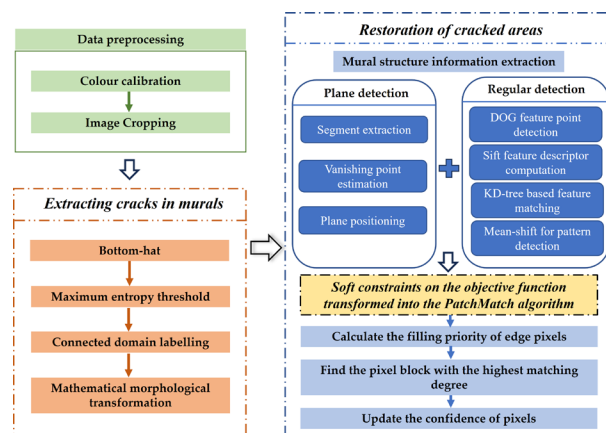 Data preprocessing
Colour calibration
Image Cropping
Extracting cracks in murals
Bottom-hat
Maximum entropy threshold
Connected domain labelling
Mathematical morphological
transformation
Restoration of cracked areas
Mural structure information extraction
Plane detection
Segment extraction
Vanishing point
estimation
Plane positioning
Regular detection
DOG feature point
detection
Sift feature descriptor
computation
KD-tree based feature
matching
Mean-shift for pattern
detection
Soft constraints on the objective function
transformed into the PatchMatch algorithm
Calculate the filling priority of edge pixels
Find the pixel block with the highest matching
degree
Update the confidence of pixels